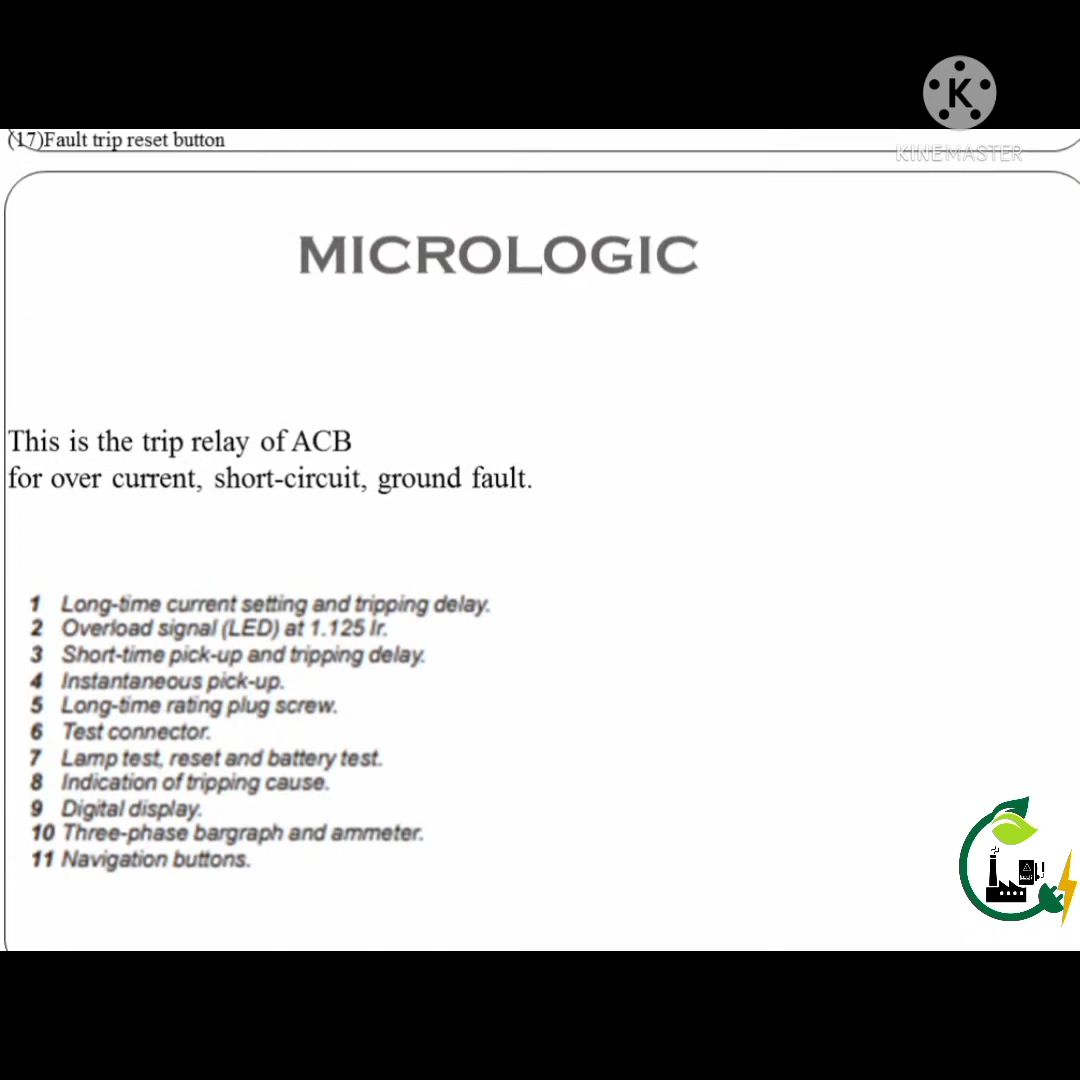 K
KINEMASTER
(17)Fault trip reset button
MICROLOGIC
This is the trip relay of ACB
for over current, short-circuit, ground fault.
1 Long-time current setting and tripping delay.
2 Overload signal (LED) at 1.125 Ir.
3 Short-time pick-up and tripping delay.
4 Instantaneous pick-up.
5 Long-time rating plug screw.
6 Test connector.
7 Lamp test, reset and battery test.
8 Indication of tripping cause.
9 Digital display.
10 Three-phase bargraph and ammeter.
11 Navigation buttons.